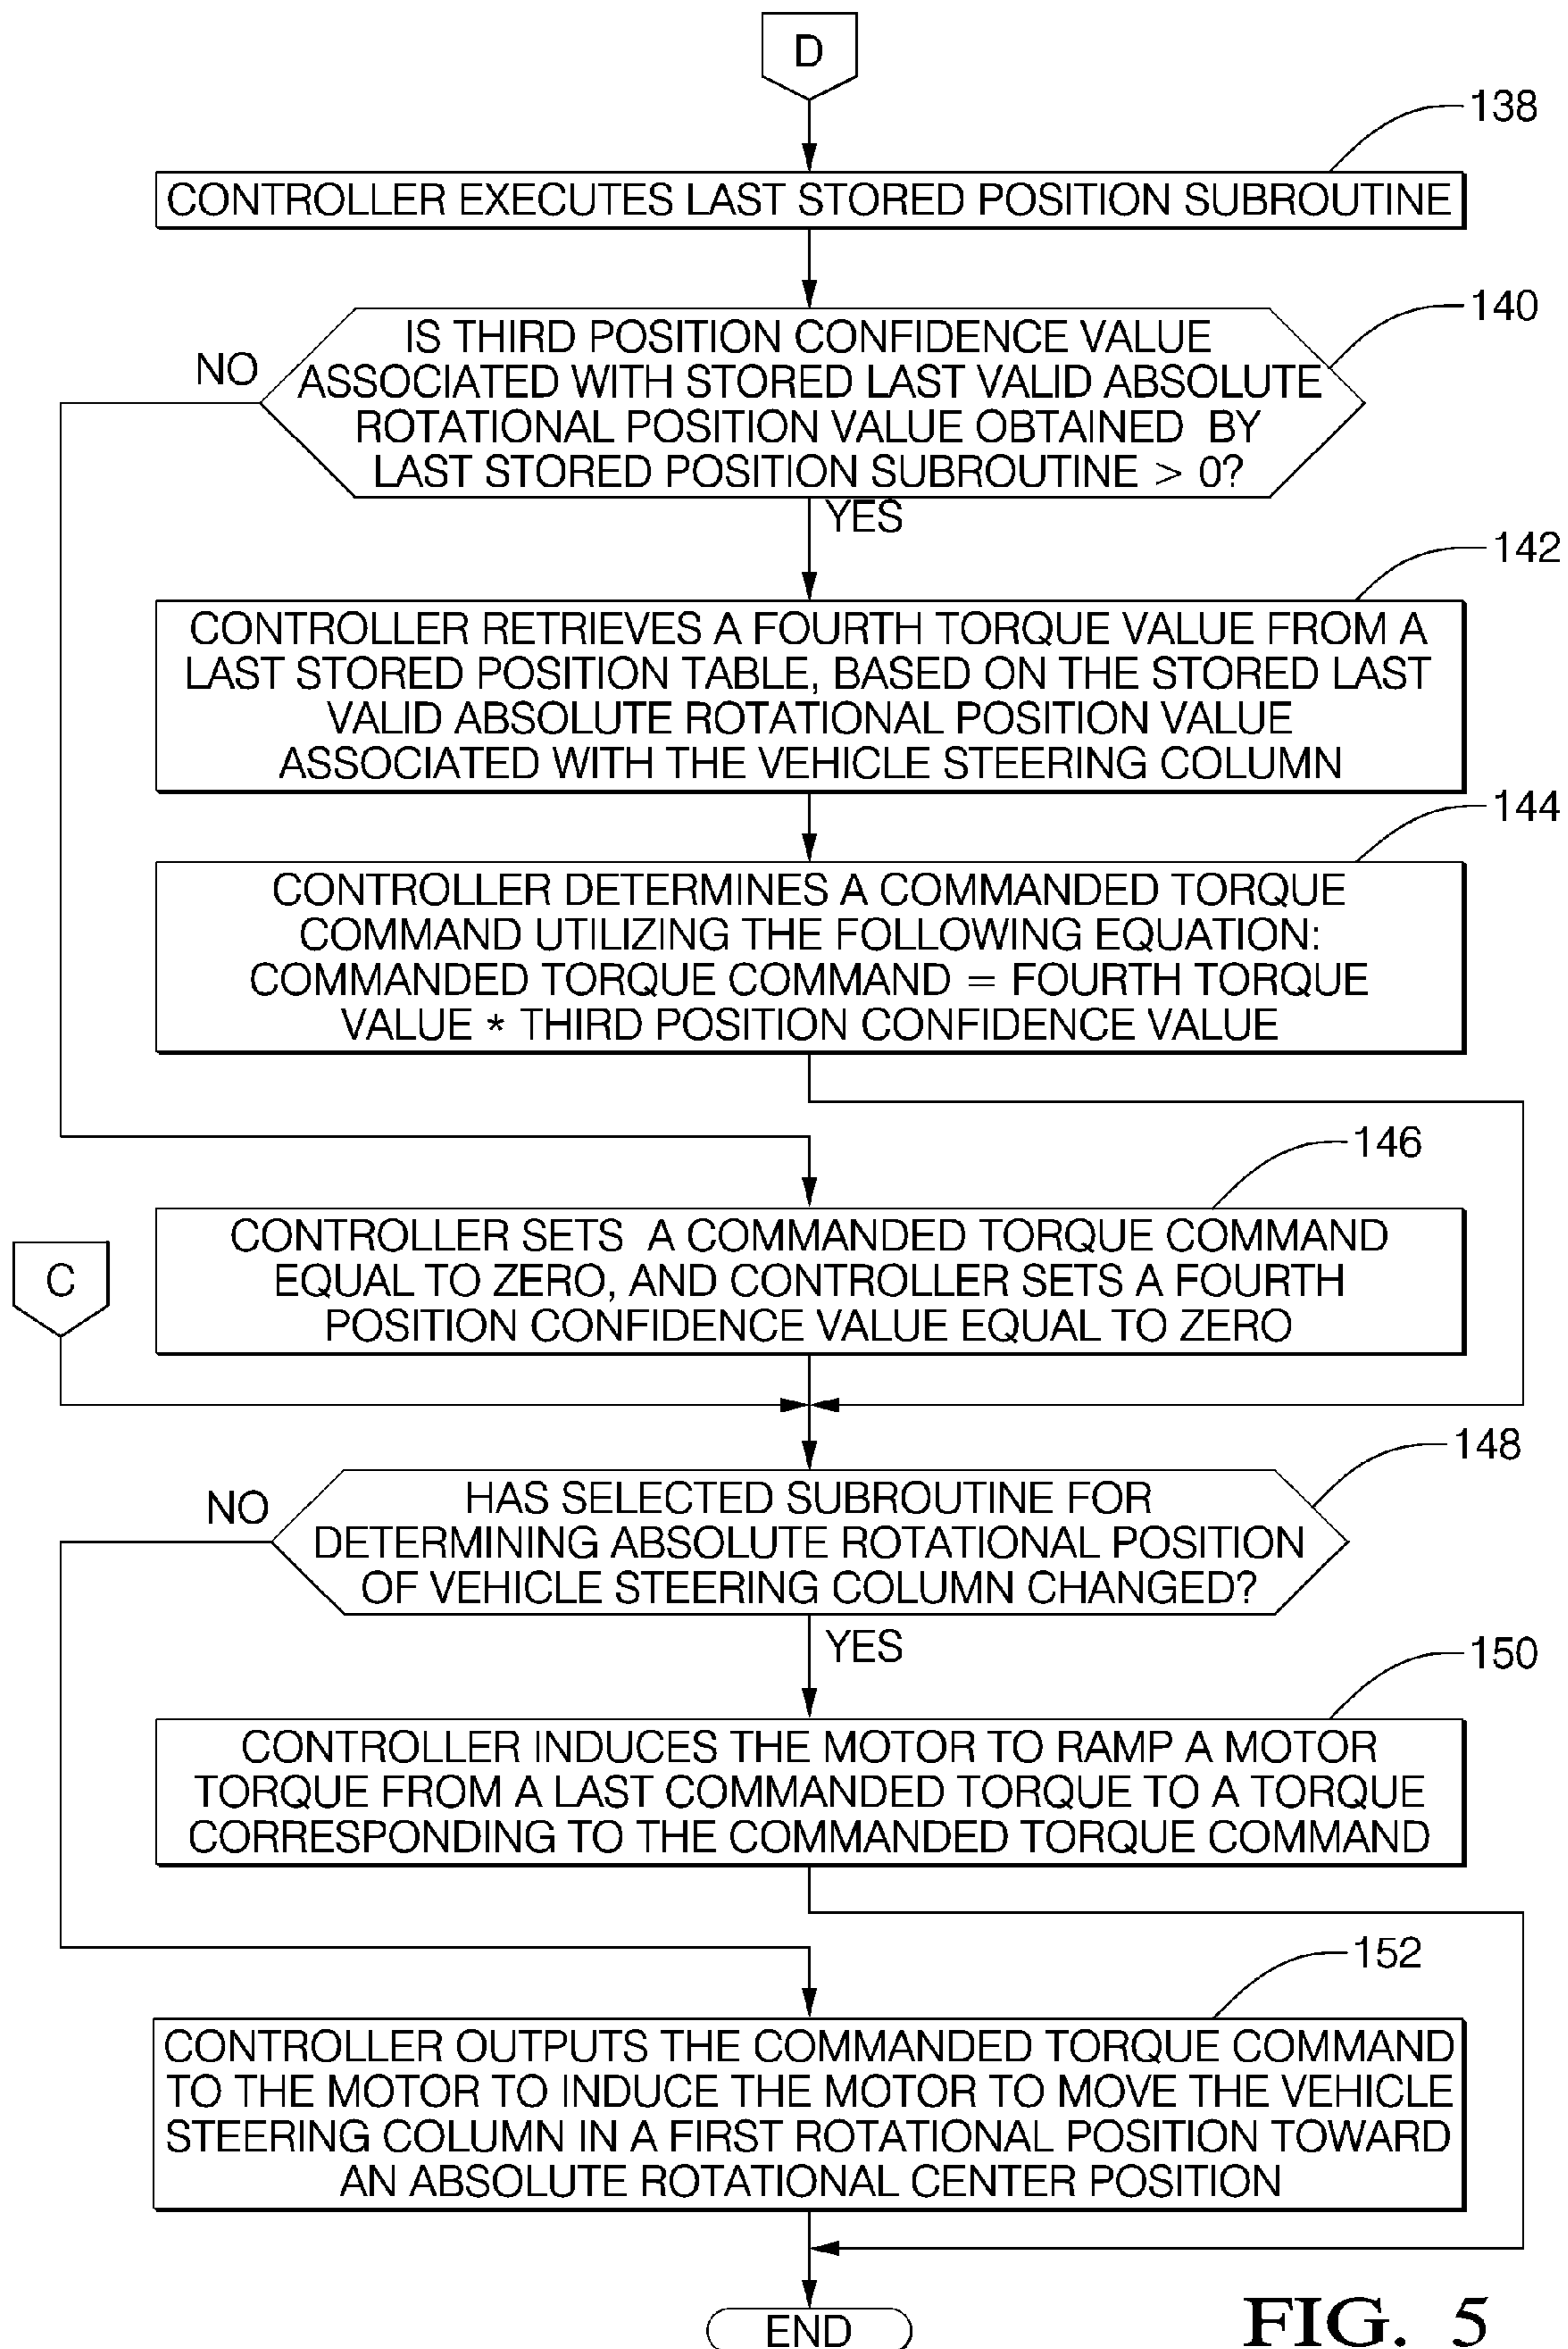 D
138
CONTROLLER EXECUTES LAST STORED POSITION SUBROUTINE
140
NO
IS THIRD POSITION CONFIDENCE VALUE
ASSOCIATED WITH STORED LAST VALID ABSOLUTE
ROTATIONAL POSITION VALUE OBTAINED BY
LAST STORED POSITION SUBROUTINE > 0?
YES
142
CONTROLLER RETRIEVES A FOURTH TORQUE VALUE FROM A
LAST STORED POSITION TABLE, BASED ON THE STORED LAST
VALID ABSOLUTE ROTATIONAL POSITION VALUE
ASSOCIATED WITH THE VEHICLE STEERING COLUMN
144
CONTROLLER DETERMINES A COMMANDED TORQUE
COMMAND UTILIZING THE FOLLOWING EQUATION:
COMMANDED TORQUE COMMAND = FOURTH TORQUE
VALUE * THIRD POSITION CONFIDENCE VALUE
146
CONTROLLER SETS A COMMANDED TORQUE COMMAND
EQUAL TO ZERO, AND CONTROLLER SETS A FOURTH
POSITION CONFIDENCE VALUE EQUAL TO ZERO
C
148
NO
HAS SELECTED SUBROUTINE FOR
DETERMINING ABSOLUTE ROTATIONAL POSITION
OF VEHICLE STEERING COLUMN CHANGED?
YES
150
CONTROLLER INDUCES THE MOTOR TO RAMP A MOTOR
TORQUE FROM A LAST COMMANDED TORQUE TO A TORQUE
CORRESPONDING TO THE COMMANDED TORQUE COMMAND
152
CONTROLLER OUTPUTS THE COMMANDED TORQUE COMMAND
TO THE MOTOR TO INDUCE THE MOTOR TO MOVE THE VEHICLE
STEERING COLUMN IN A FIRST ROTATIONAL POSITION TOWARD
AN ABSOLUTE ROTATIONAL CENTER POSITION
END
FIG. 5